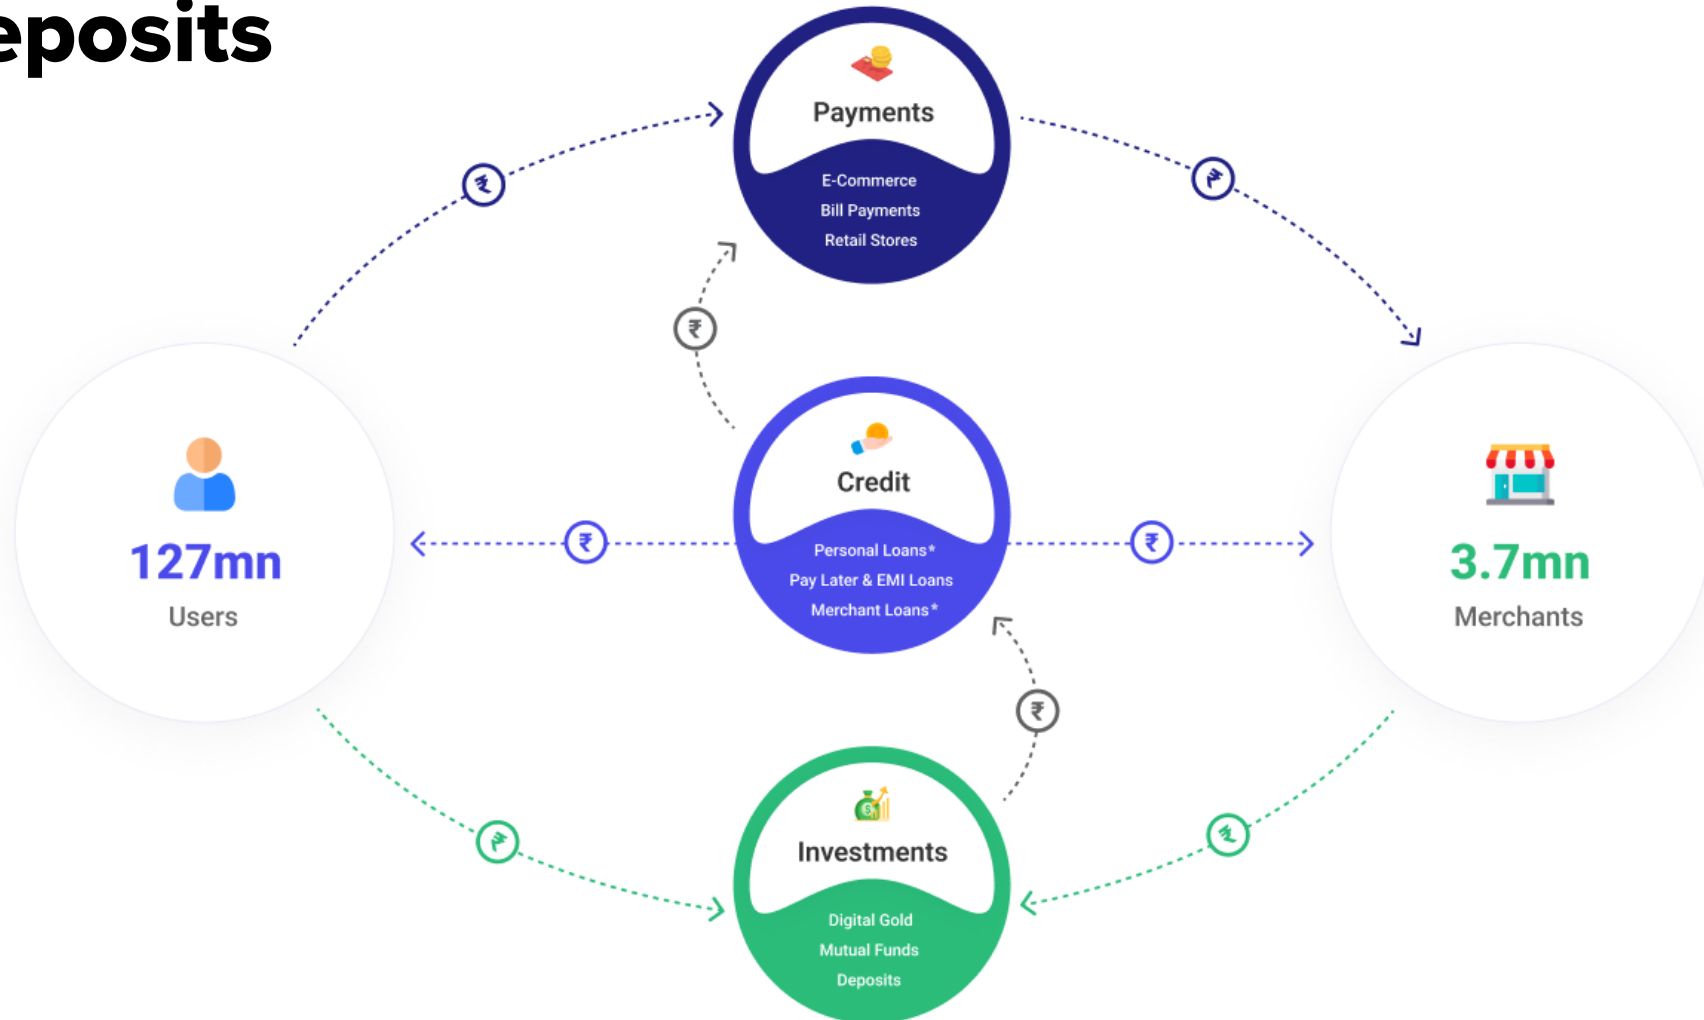 eposits
Payments
E-Commerce
Bill Payments
Retail Stores
₹
₹
₹
127mn
Users
Credit
Personal Loans*
Pay Later & EMI Loans
Merchant Loans*
₹
₹
3.7mn
Merchants
₹
Investments
Digital Gold
Mutual Funds
Deposits
₹
₹